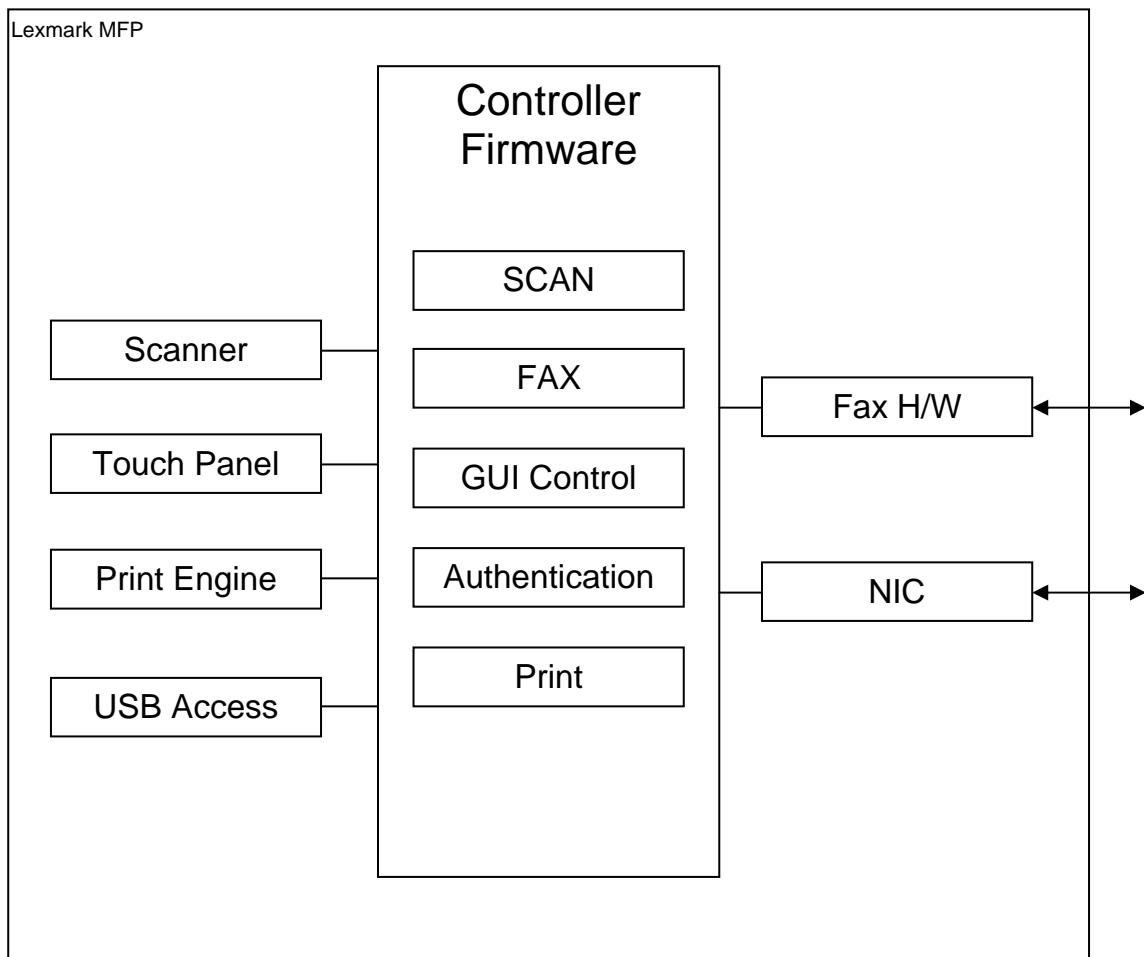 Lexmark MFP
Controller
Firmware
SCAN
Scanner
FAX
Fax H/W
Touch Panel
GUI Control
Print Engine
Authentication
NIC
Print
USB Access